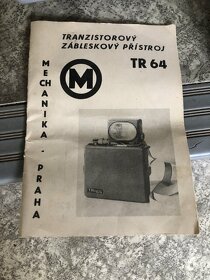 TRANZISTOROVÝ
ZÁBLESKOVÝ PŘÍSTROJ
TR 64
M
MECHANIKA - PRAHA